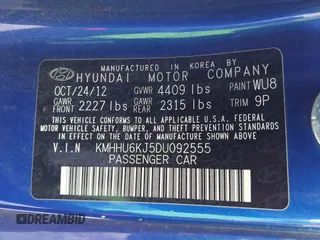 MANUFACTURED IN KOREA BY
HYUNDAI MOTOR COMPANY
OCT/24/12 GVWR 4409 lbs PAINT WU8
GAWR FRONT 2227 lbs GAWR REAR 2315 lbs TRIM 9P
THIS VEHICLE CONFORMS TO ALL APPLICABLE U.S. FEDERAL
MOTOR VEHICLE SAFETY, BUMPER, AND THEFT PREVENTION
STANDARDS IN EFFECT ON THE DATE OF MANUFACTURE SHOWN ABOVE.
V.I.N KMHHU6KJ5DU092555
PASSENGER CAR
DREAMBID